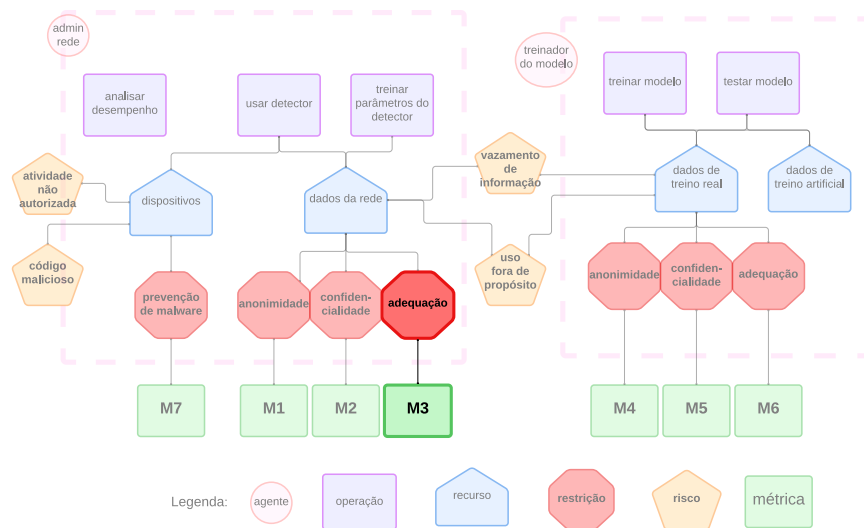 admin
rede
treinador
do modelo
analisar
desempenho
usar detector
treinar
parâmetros do
detector
treinar modelo
testar modelo
atividade
não
autorizada
dispositivos
dados da rede
vazamento
de
informação
dados de
treino real
dados de
treino artificial
código
malicioso
prevenção
de malware
anonimidade
confiden-
cialidade
adequação
uso
fora de
propósito
anonimidade
confiden-
cialidade
adequação
M7
M1
M2
M3
M4
M5
M6
Legenda:
agente
operação
recurso
restrição
risco
métrica